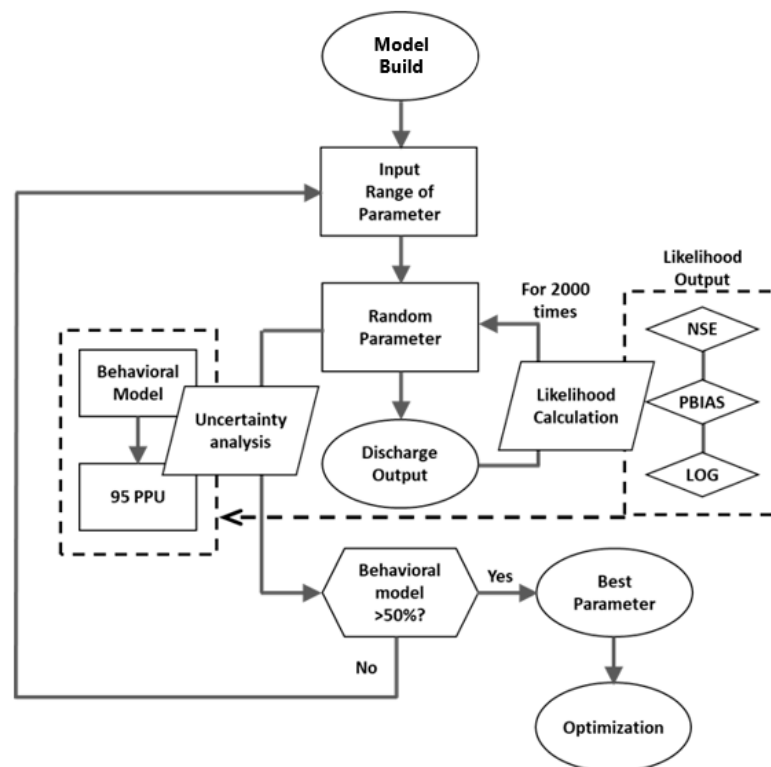 Model
Build
Input
Range of
Parameter
Likelihood
Output
For 2000
times
Random
Parameter
NSE
Behavioral
Model
Uncertainty
analysis
Likelihood
Calculation
PBIAS
Discharge
Output
LOG
95 PPU
Behavioral
model
>50%?
Yes
Best
Parameter
No
Optimization